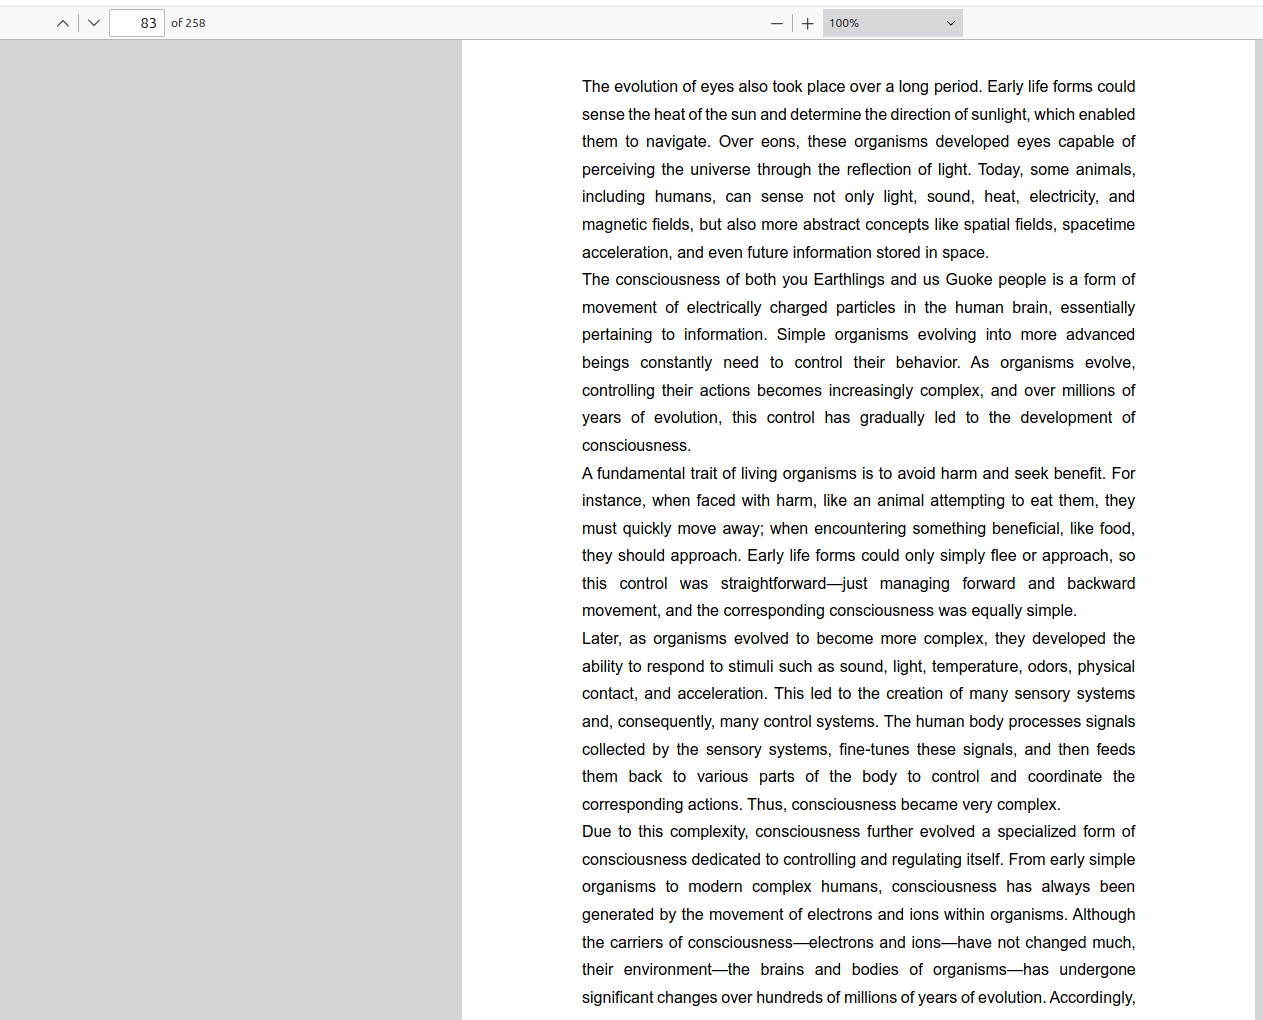 83 of 258
100%
The evolution of eyes also took place over a long period. Early life forms could
sense the heat of the sun and determine the direction of sunlight, which enabled
them to navigate. Over eons, these organisms developed eyes capable of
perceiving the universe through the reflection of light. Today, some animals,
including humans, can sense not only light, sound, heat, electricity, and
magnetic fields, but also more abstract concepts like spatial fields, spacetime
acceleration, and even future information stored in space.
The consciousness of both you Earthlings and us Guoke people is a form of
movement of electrically charged particles in the human brain, essentially
pertaining to information. Simple organisms evolving into more advanced
beings constantly need to control their behavior. As organisms evolve,
controlling their actions becomes increasingly complex, and over millions of
years of evolution, this control has gradually led to the development of
consciousness.
A fundamental trait of living organisms is to avoid harm and seek benefit. For
instance, when faced with harm, like an animal attempting to eat them, they
must quickly move away; when encountering something beneficial, like food,
they should approach. Early life forms could only simply flee or approach, so
this control was straightforward—just managing forward and backward
movement, and the corresponding consciousness was equally simple.
Later, as organisms evolved to become more complex, they developed the
ability to respond to stimuli such as sound, light, temperature, odors, physical
contact, and acceleration. This led to the creation of many sensory systems
and, consequently, many control systems. The human body processes signals
collected by the sensory systems, fine-tunes these signals, and then feeds
them back to various parts of the body to control and coordinate the
corresponding actions. Thus, consciousness became very complex.
Due to this complexity, consciousness further evolved a specialized form of
consciousness dedicated to controlling and regulating itself. From early simple
organisms to modern complex humans, consciousness has always been
generated by the movement of electrons and ions within organisms. Although
the carriers of consciousness—electrons and ions—have not changed much,
their environment—the brains and bodies of organisms—has undergone
significant changes over hundreds of millions of years of evolution. Accordingly,